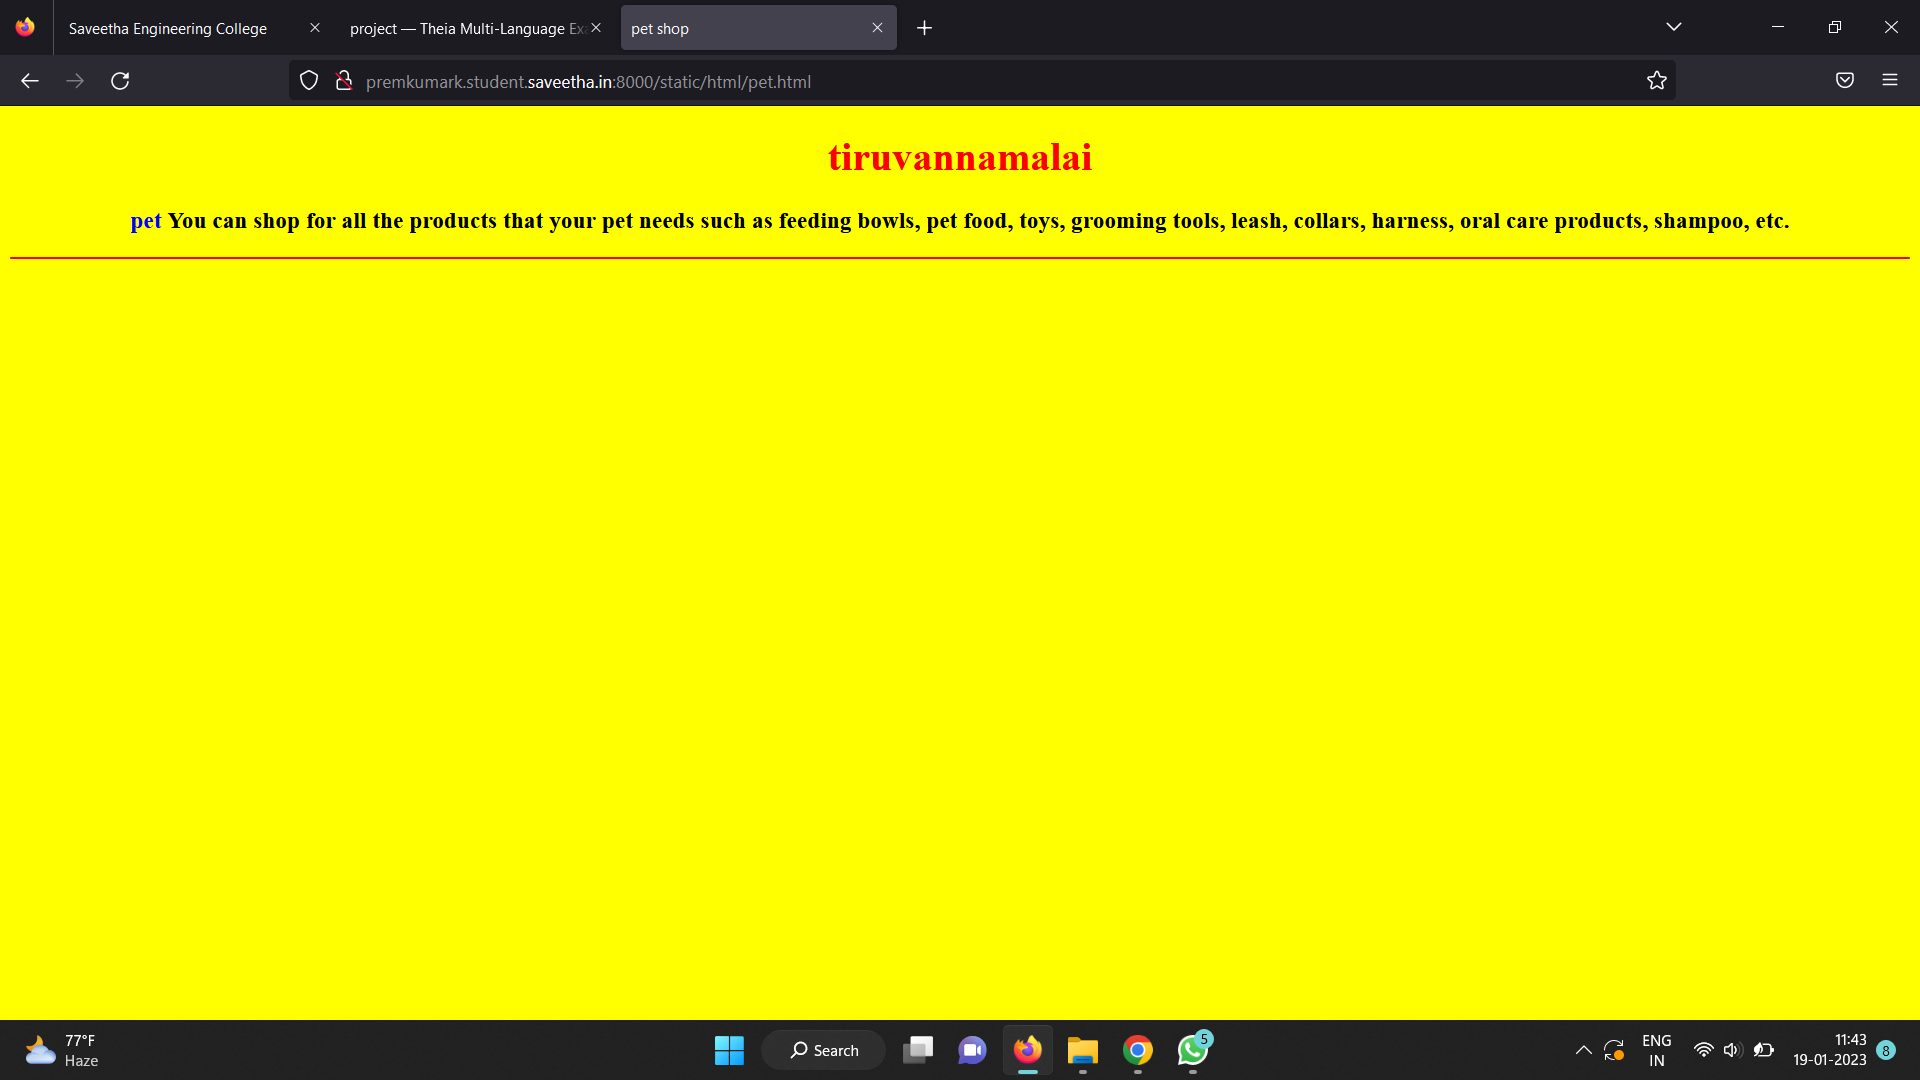 Saveetha Engineering College
project — Theia Multi-Language Ex
pet shop
premkumark.student.saveetha.in:8000/static/html/pet.html
tiruvannamalai
pet You can shop for all the products that your pet needs such as feeding bowls, pet food, toys, grooming tools, leash, collars, harness, oral care products, shampoo, etc.
77°F
Haze
Search
5
ENG
IN
11:43
19-01-2023
8